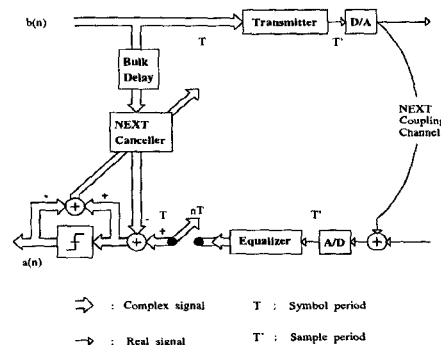 b(n)
T
Transmitter
T'
D/A
Bulk
Delay
NEXT
Canceller
NEXT
Coupling
Channel
-
+
+
-
+
T
nT
T'
Equalizer
A/D
+
+
a(n)
: Complex signal
T : Symbol period
: Real signal
T' : Sample period